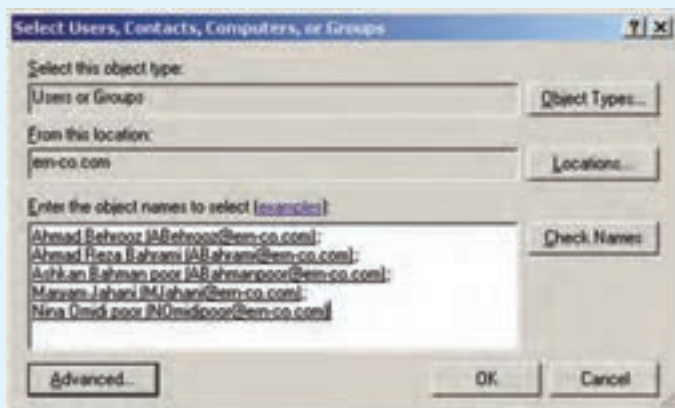 Select Users, Contacts, Computers, or Groups
Select this object type:
Users or Groups
Object Types...
From this location:
em-co.com
Locations...
Enter the object names to select (examples):
Ahmad Behrooz (ABehrooz@em-co.com);
Ahmad Reza Bahrami (ABahrami@em-co.com);
Ashkan Bahman poor (ABahmanpoor@em-co.com);
Maryam Jahani (MJahani@em-co.com);
Nina Omidi poor (NOmidipoor@em-co.com)
Check Names
Advanced...
OK
Cancel